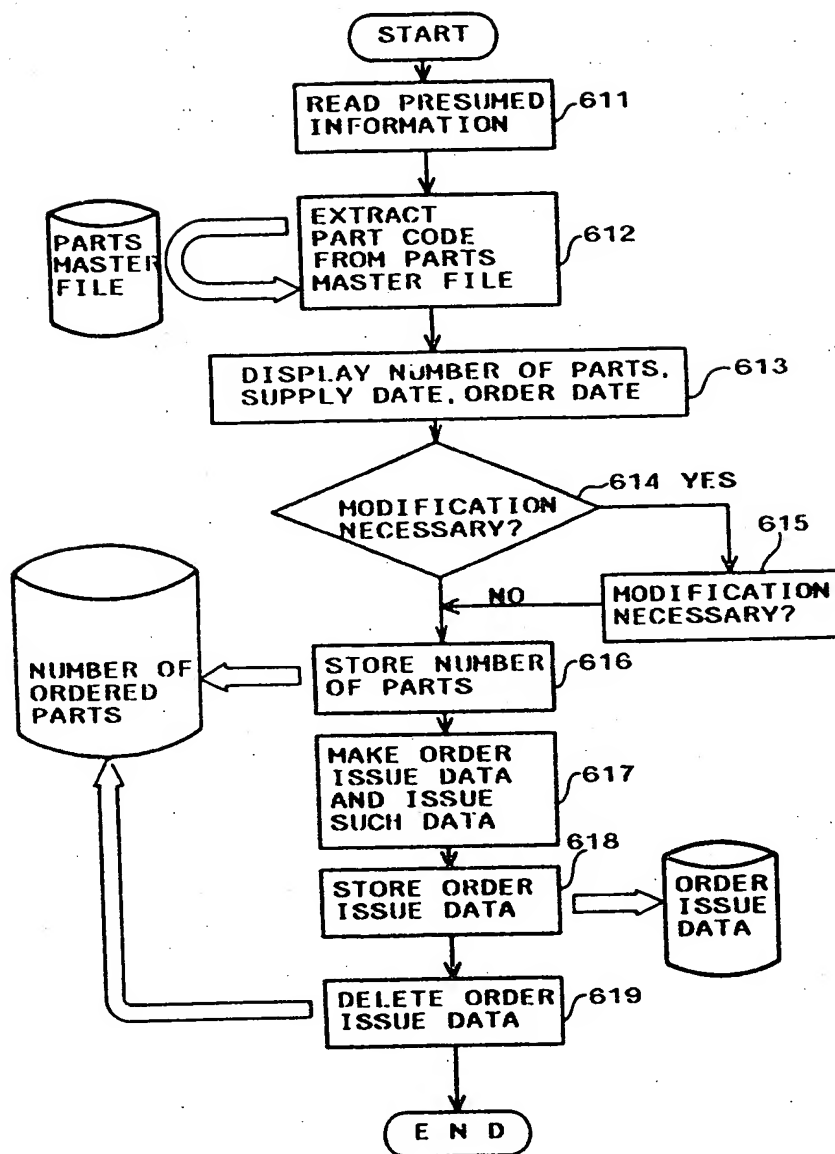 START
READ PRESUMED
INFORMATION
611
PARTS
MASTER
FILE
EXTRACT
PART CODE
FROM PARTS
MASTER FILE
612
DISPLAY NUMBER OF PARTS,
SUPPLY DATE, ORDER DATE
613
MODIFICATION
NECESSARY?
614 YES
615
MODIFICATION
NECESSARY?
NO
NUMBER OF
ORDERED
PARTS
STORE NUMBER
OF PARTS
616
MAKE ORDER
ISSUE DATA
AND ISSUE
SUCH DATA
617
618
STORE ORDER
ISSUE DATA
ORDER
ISSUE
DATA
DELETE ORDER
ISSUE DATA
619
E N D